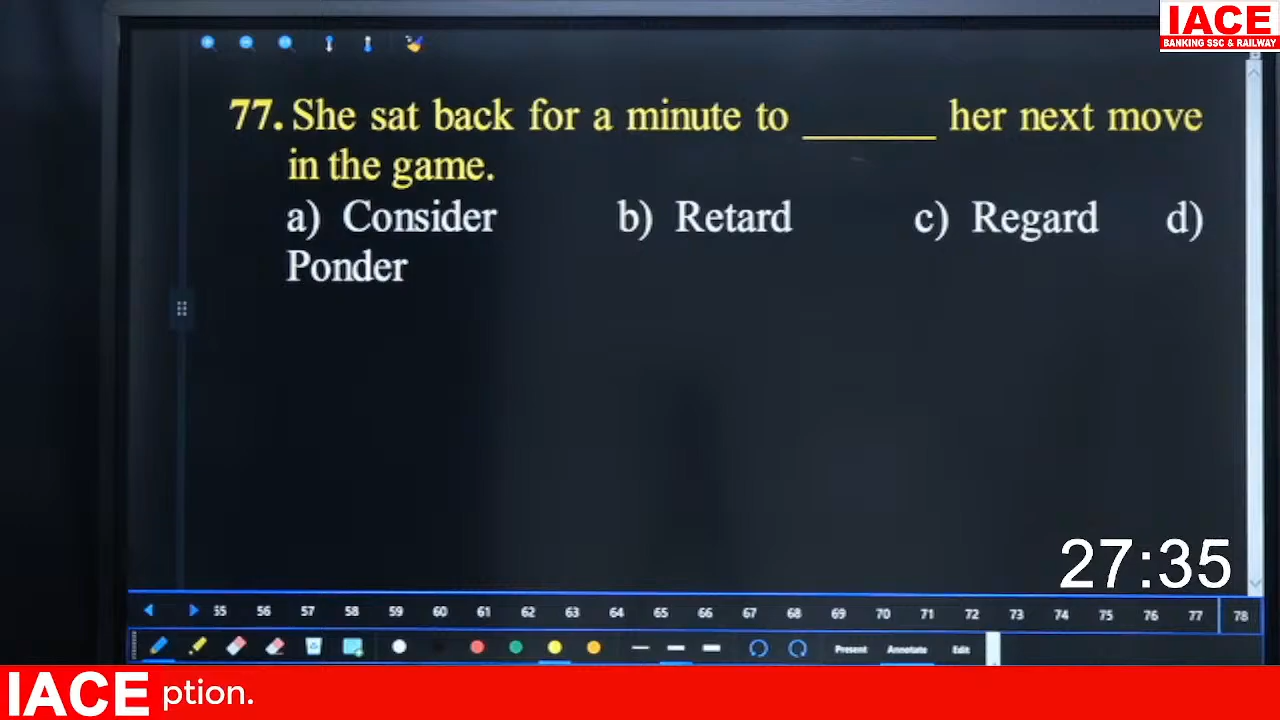 IACE
BANKING SSC & RAILWAY
77. She sat back for a minute to ______ her next move
in the game.
a) Consider b) Retard c) Regard d)
Ponder
27:35
55 56 57 58 59 60 61 62 63 64 65 66 67 68 69 70 71 72 73 74 75 76 77 78
Present Annotate Edit
IACE ption.